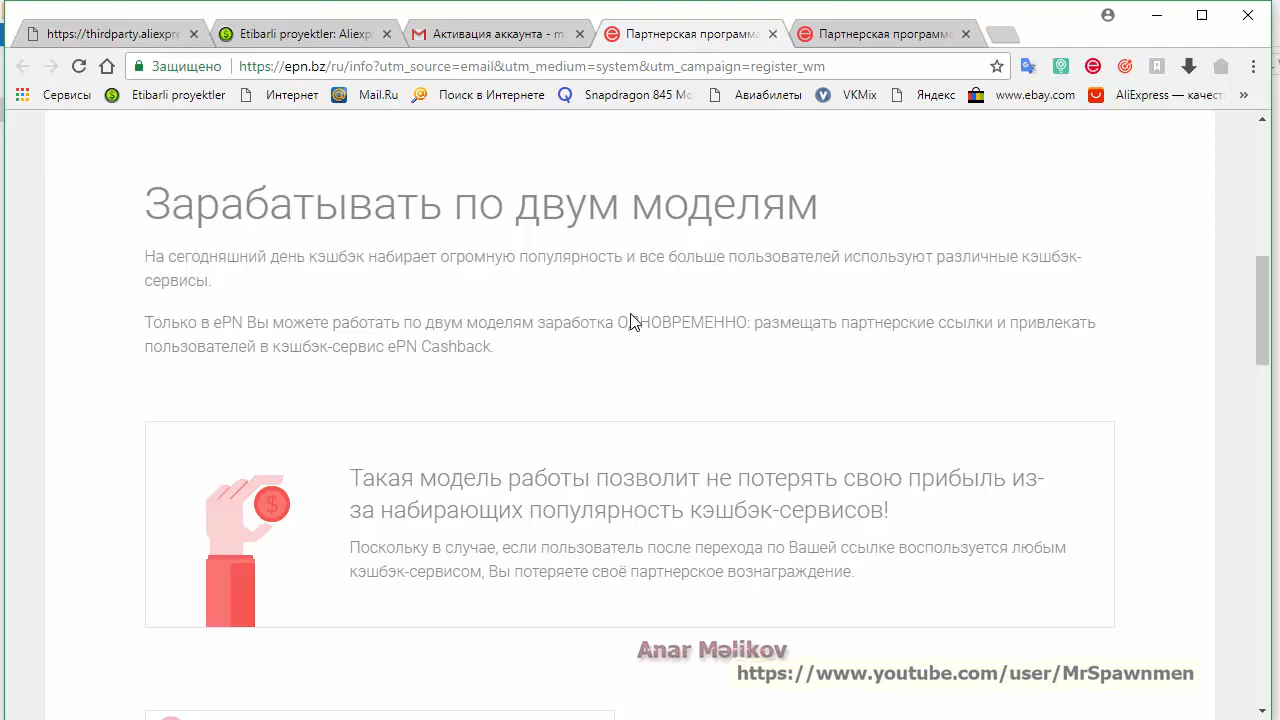 https://thirdparty.aliexpre
Etibarli proyektler: Aliexp
Активация аккаунта - m
Партнерская программа
Партнерская программа
Защищено
https://epn.bz/ru/info?utm_source=email&utm_medium=system&utm_campaign=register_wm
Сервисы
Etibarli proyektler
Интернет
Mail.Ru
Поиск в Интернете
Snapdragon 845 Мо
Авиабилеты
VKMix
Яндекс
www.ebay.com
AliExpress — качест
»
Зарабатывать по двум моделям
На сегодняшний день кэшбэк набирает огромную популярность и все больше пользователей используют различные кэшбэк-
сервисы.
Только в ePN Вы можете работать по двум моделям заработка ОДНОВРЕМЕННО: размещать партнерские ссылки и привлекать
пользователей в кэшбэк-сервис ePN Cashback.
Такая модель работы позволит не потерять свою прибыль из-
за набирающих популярность кэшбэк-сервисов!
Поскольку в случае, если пользователь после перехода по Вашей ссылке воспользуется любым
кэшбэк-сервисом, Вы потеряете своё партнерское вознаграждение.
Anar Məlikov
https://www.youtube.com/user/MrSpawnmen